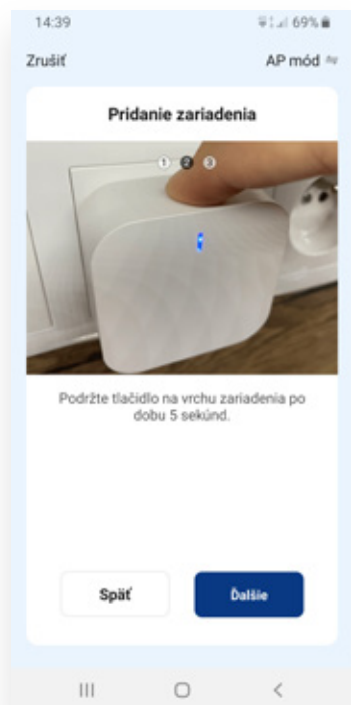 14:39 69%
Zrušiť AP mód
Pridanie zariadenia
1 2 3
Podržte tlačidlo na vrchu zariadenia po
dobu 5 sekúnd.
Späť Ďalšie